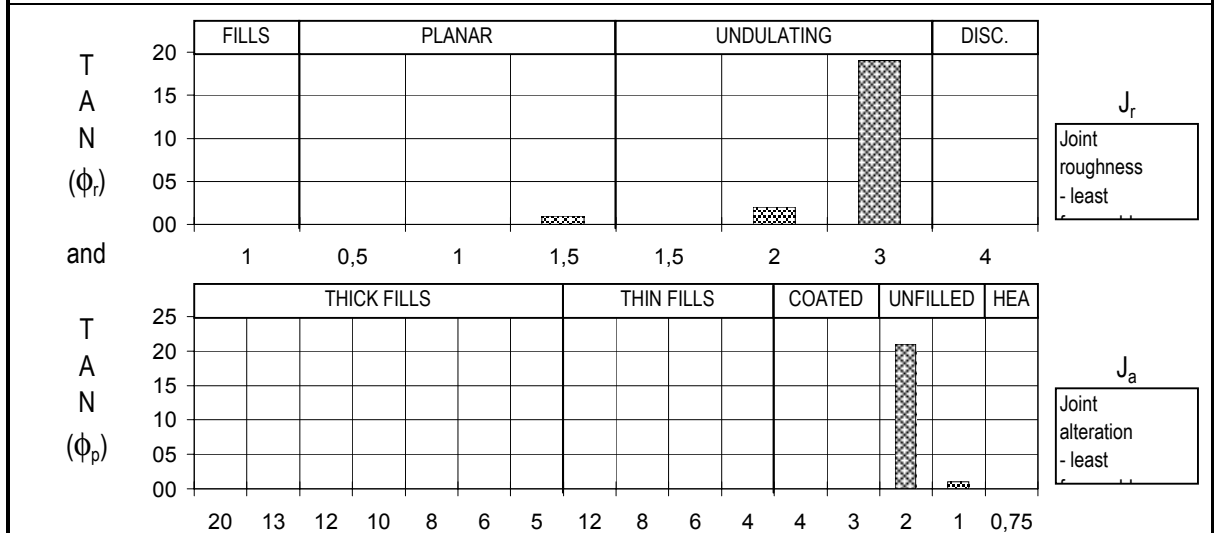 FILLS PLANAR UNDULATING DISC.
T
A
N
(ϕr)
20
15
10
05
00
Jr
Joint
roughness
- least
and
1 0,5 1 1,5 1,5 2 3 4
THICK FILLS THIN FILLS COATED UNFILLED HEA
T
A
N
(ϕp)
25
20
15
10
05
00
Ja
Joint
alteration
- least
20 13 12 10 8 6 5 12 8 6 4 4 3 2 1 0,75